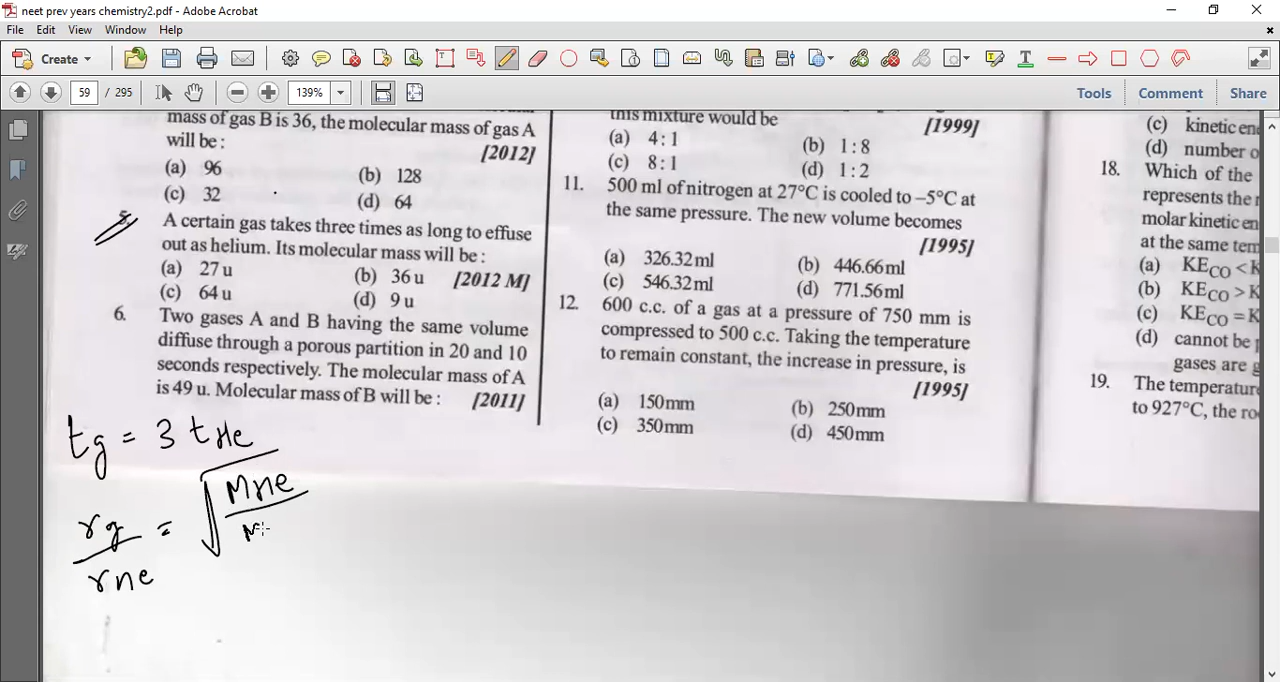 neet prev years chemistry2.pdf - Adobe Acrobat
File Edit View Window Help
Create
59 / 295
139%
Tools Comment Share
mass of gas B is 36, the molecular mass of gas A
will be : [2012]
(a) 96 (b) 128
(c) 32 (d) 64
5. A certain gas takes three times as long to effuse
out as helium. Its molecular mass will be :
(a) 27 u (b) 36 u [2012 M]
(c) 64 u (d) 9 u
6. Two gases A and B having the same volume
diffuse through a porous partition in 20 and 10
seconds respectively. The molecular mass of A
is 49 u. Molecular mass of B will be : [2011]
tg = 3 tHe
rg / rHe = √ MHe / M
this mixture would be [1999]
(a) 4 : 1 (b) 1 : 8
(c) 8 : 1 (d) 1 : 2
11. 500 ml of nitrogen at 27°C is cooled to –5°C at
the same pressure. The new volume becomes
[1995]
(a) 326.32 ml (b) 446.66 ml
(c) 546.32 ml (d) 771.56 ml
12. 600 c.c. of a gas at a pressure of 750 mm is
compressed to 500 c.c. Taking the temperature
to remain constant, the increase in pressure, is
[1995]
(a) 150 mm (b) 250 mm
(c) 350 mm (d) 450 mm
(c) kinetic en
(d) number o
18. Which of the
represents the
molar kinetic en
at the same tem
(a) KECO < K
(b) KECO > K
(c) KECO = K
(d) cannot be
gases are g
19. The temperature
to 927°C, the ro